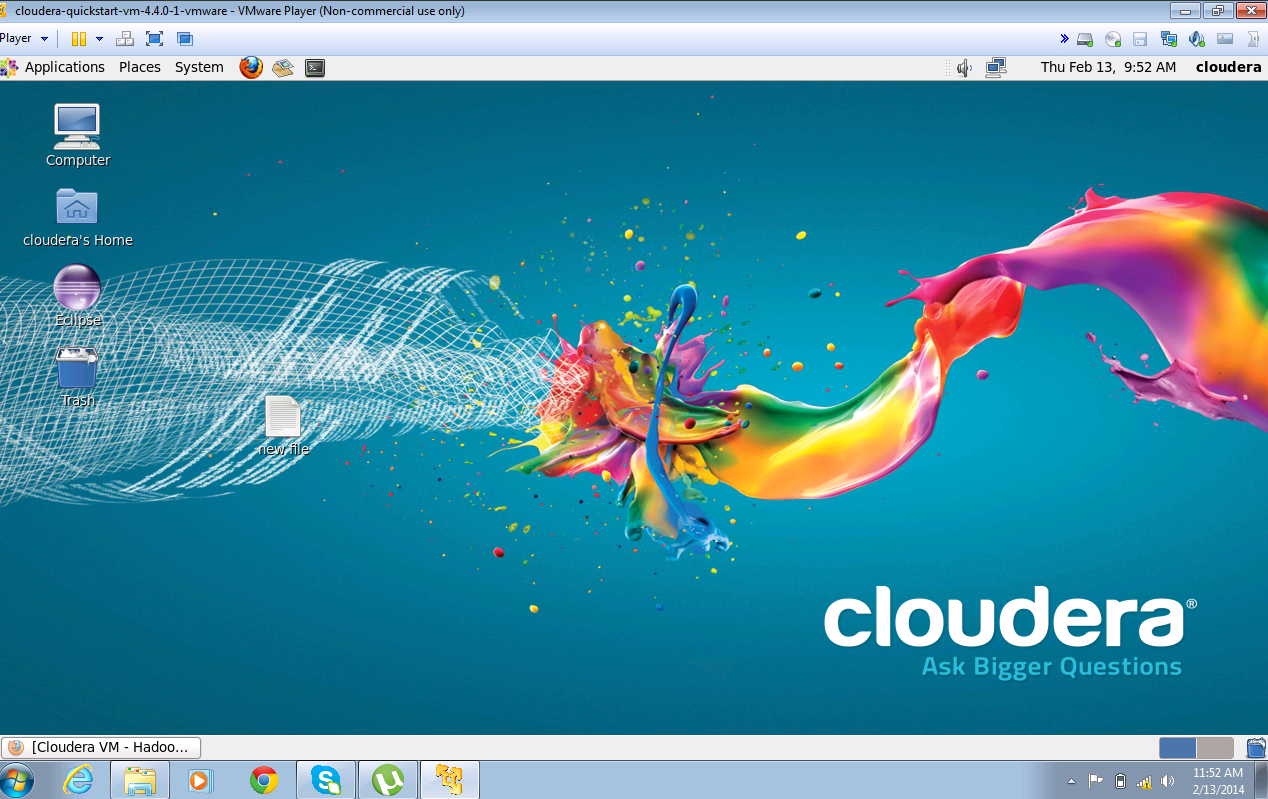 cloudera-quickstart-vm-4.4.0-1-vmware - VMware Player (Non-commercial use only)
Player
Applications Places System Thu Feb 13, 9:52 AM cloudera
Computer
cloudera's Home
Eclipse
Trash
new file
cloudera®
Ask Bigger Questions
[Cloudera VM - Hadoo...
11:52 AM
2/13/2014